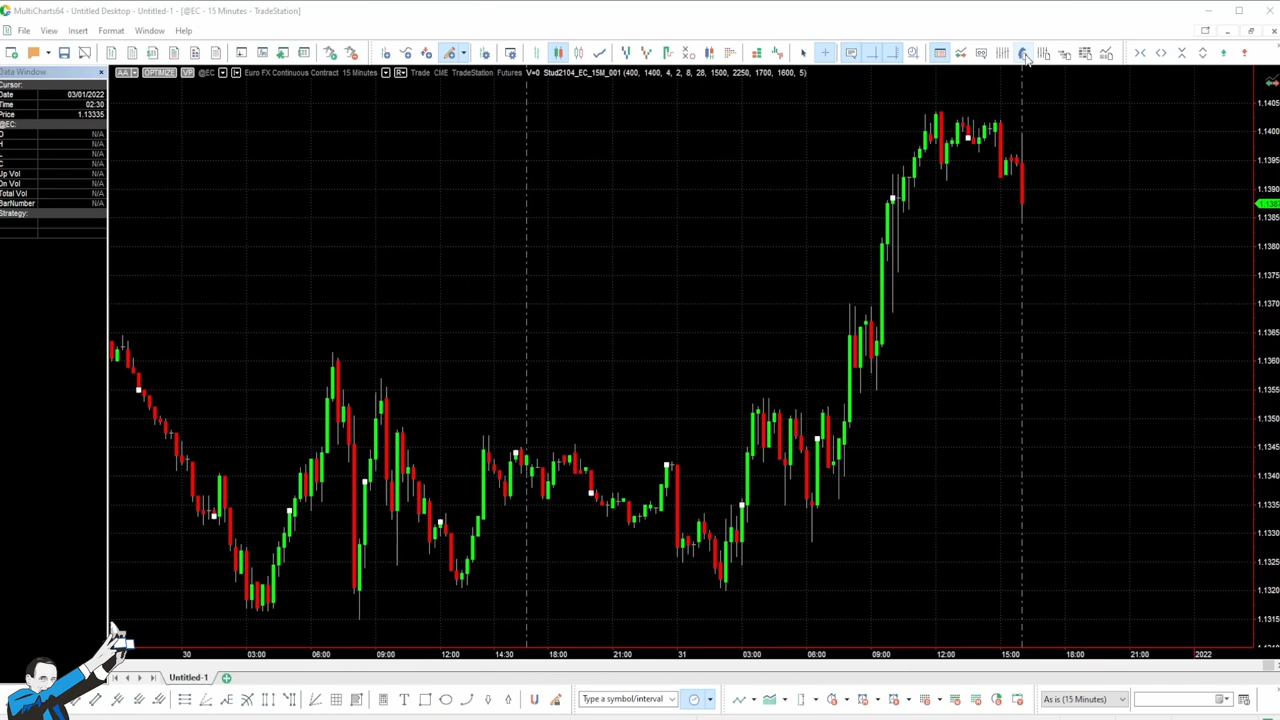 MultiCharts64 - Untitled Desktop - Untitled-1 - [@EC - 15 Minutes - TradeStation]
File View Insert Format Window Help
Data Window
AA OPTIMIZE VP @EC I Euro FX Continuous Contract 15 Minutes R Trade CME TradeStation Futures V=0 Stud2104_EC_15M_001 (400, 1400, 4, 2, 8, 23, 1500, 2250, 1700, 1600, 5)
Cursor:
Date 03/01/2022
Time 02:30
Price 1.13335
@EC:
O N/A
H N/A
L N/A
C N/A
Up Vol N/A
Dn Vol N/A
Total Vol N/A
BarNumber N/A
Strategy:
1.1405
1.1400
1.1395
1.1390
1.1385
1.1380
1.1375
1.1370
1.1365
1.1360
1.1355
1.1350
1.1345
1.1340
1.1335
1.1330
1.1325
1.1320
1.1315
30 03:00 06:00 09:00 12:00 14:30 18:00 21:00 31 03:00 06:00 09:00 12:00 15:00 18:00 21:00 2022
Untitled-1
Type a symbol/interval
As is (15 Minutes)